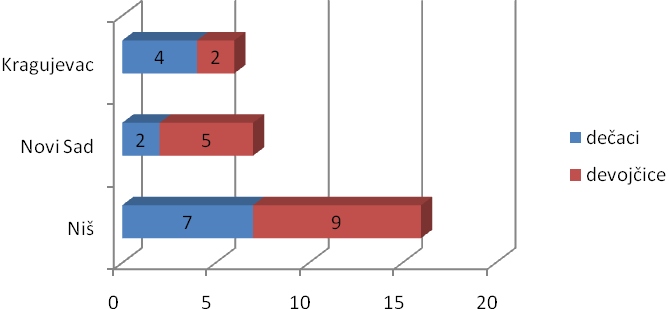 Kragujevac
4 2
Novi Sad
2 5
Niš
7 9
0 5 10 15 20
dečaci
devojčice